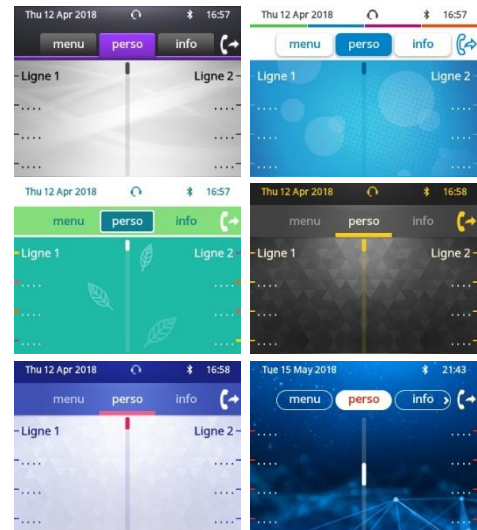 Thu 12 Apr 2018 16:57
menu perso info
Ligne 1 Ligne 2
.... ....
.... ....
.... ....
Thu 12 Apr 2018 16:57
menu perso info
Ligne 1 Ligne 2
.... ....
.... ....
.... ....
Thu 12 Apr 2018 16:57
menu perso info
Ligne 1 Ligne 2
.... ....
.... ....
.... ....
Thu 12 Apr 2018 16:58
menu perso info
Ligne 1 Ligne 2
.... ....
.... ....
.... ....
Thu 12 Apr 2018 16:58
menu perso info
Ligne 1 Ligne 2
.... ....
.... ....
.... ....
Tue 15 May 2018 21:43
menu perso info
.... ....
.... ....
.... ....
.... ....